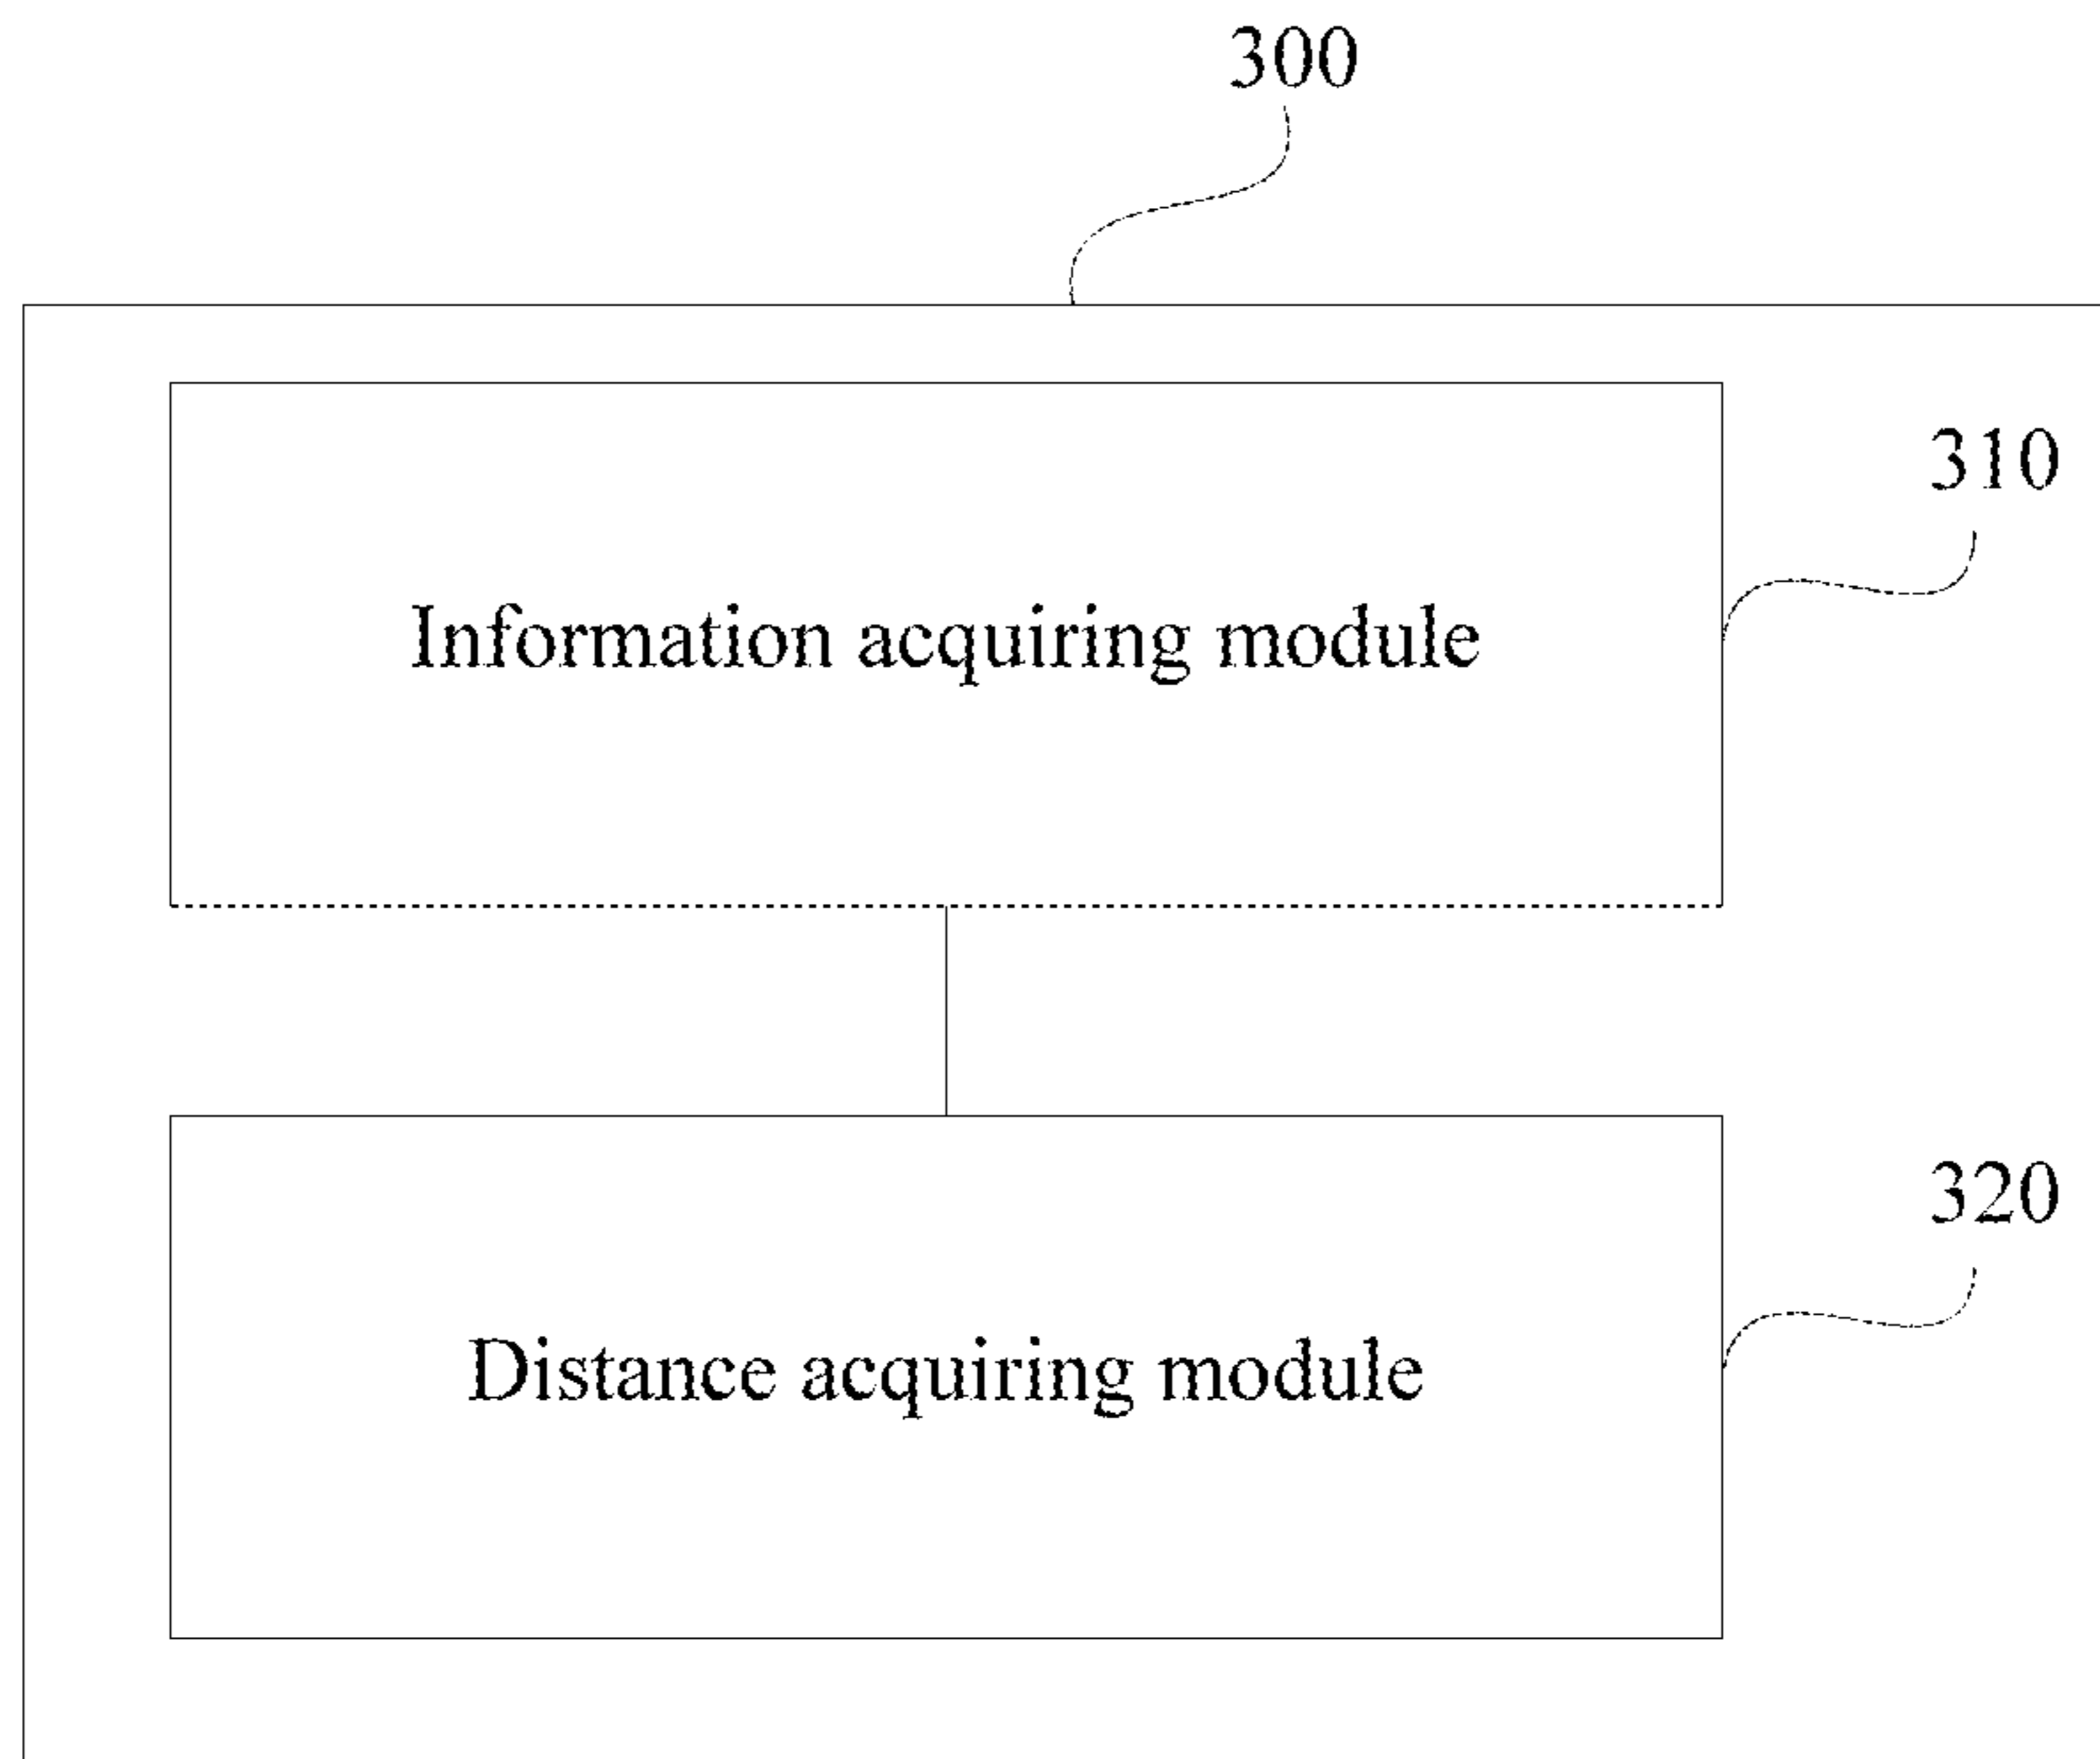 300
310
Information acquiring module
320
Distance acquiring module